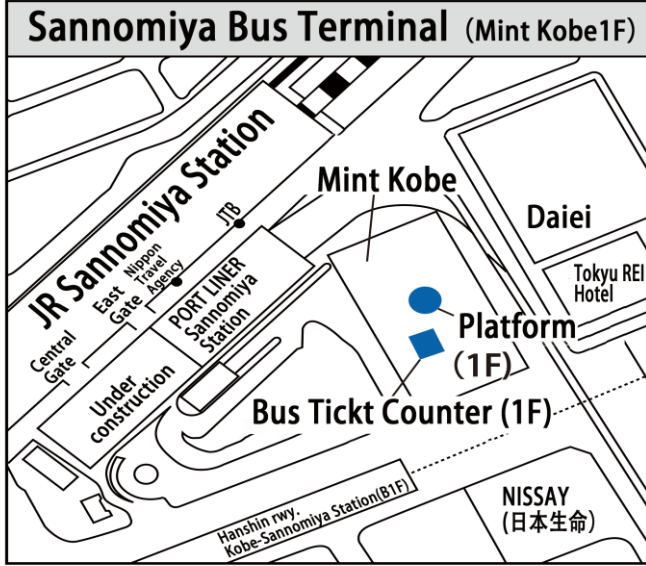 Sannomiya Bus Terminal (Mint Kobe1F)
JR Sannomiya Station
Mint Kobe
Daiei
JTB
Nippon
Travel
Agency
East
Gate
Central
Gate
PORT LINER
Sannomiya
Station
Under
construction
Tokyu REI
Hotel
Platform
(1F)
Bus Tickt Counter (1F)
Hanshin rwy.
Kobe-Sannomiya Station(B1F)
NISSAY
(日本生命)